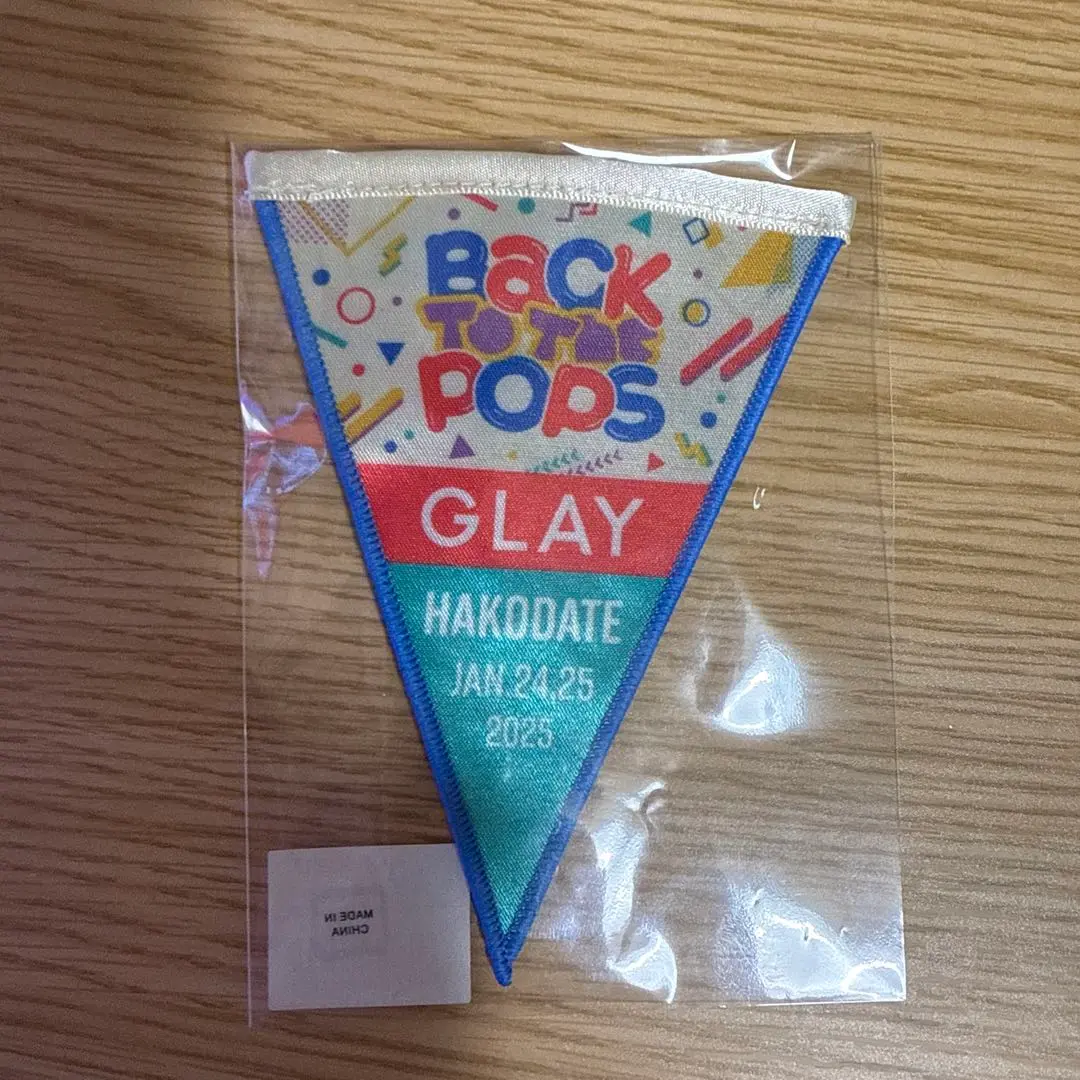 BACK
TO THE
POPS
GLAY
HAKODATE
JAN.24,25
2025
MADE IN
CHINA